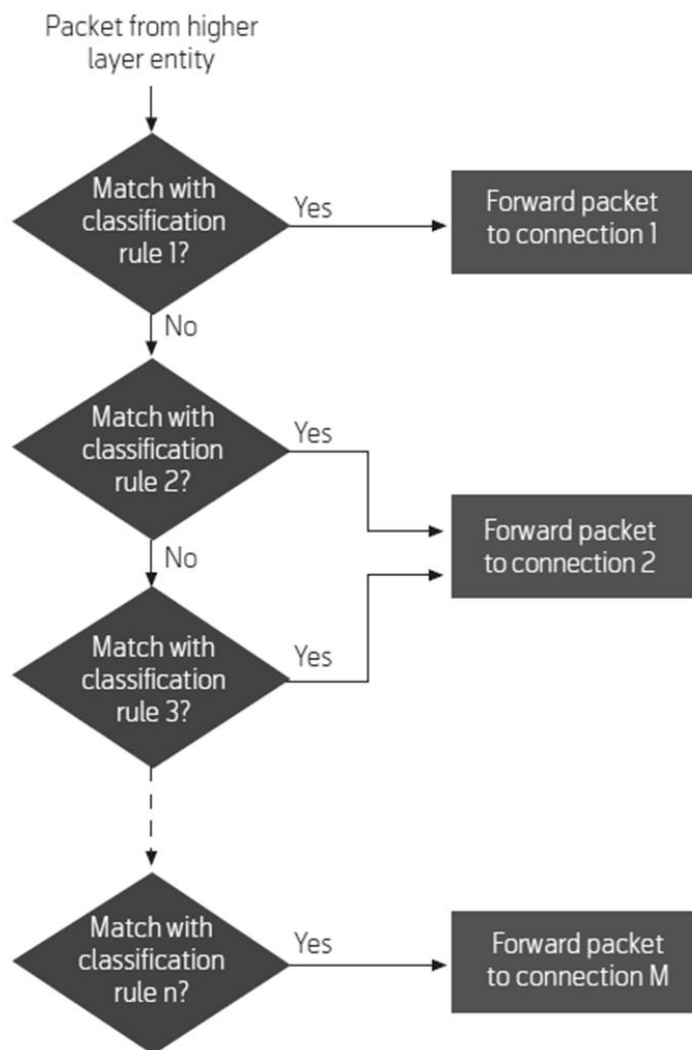 Packet from higher
layer entity
Match with
classification
rule 1?
Yes
Forward packet
to connection 1
No
Match with
classification
rule 2?
Yes
Forward packet
to connection 2
No
Match with
classification
rule 3?
Yes
Match with
classification
rule n?
Yes
Forward packet
to connection M